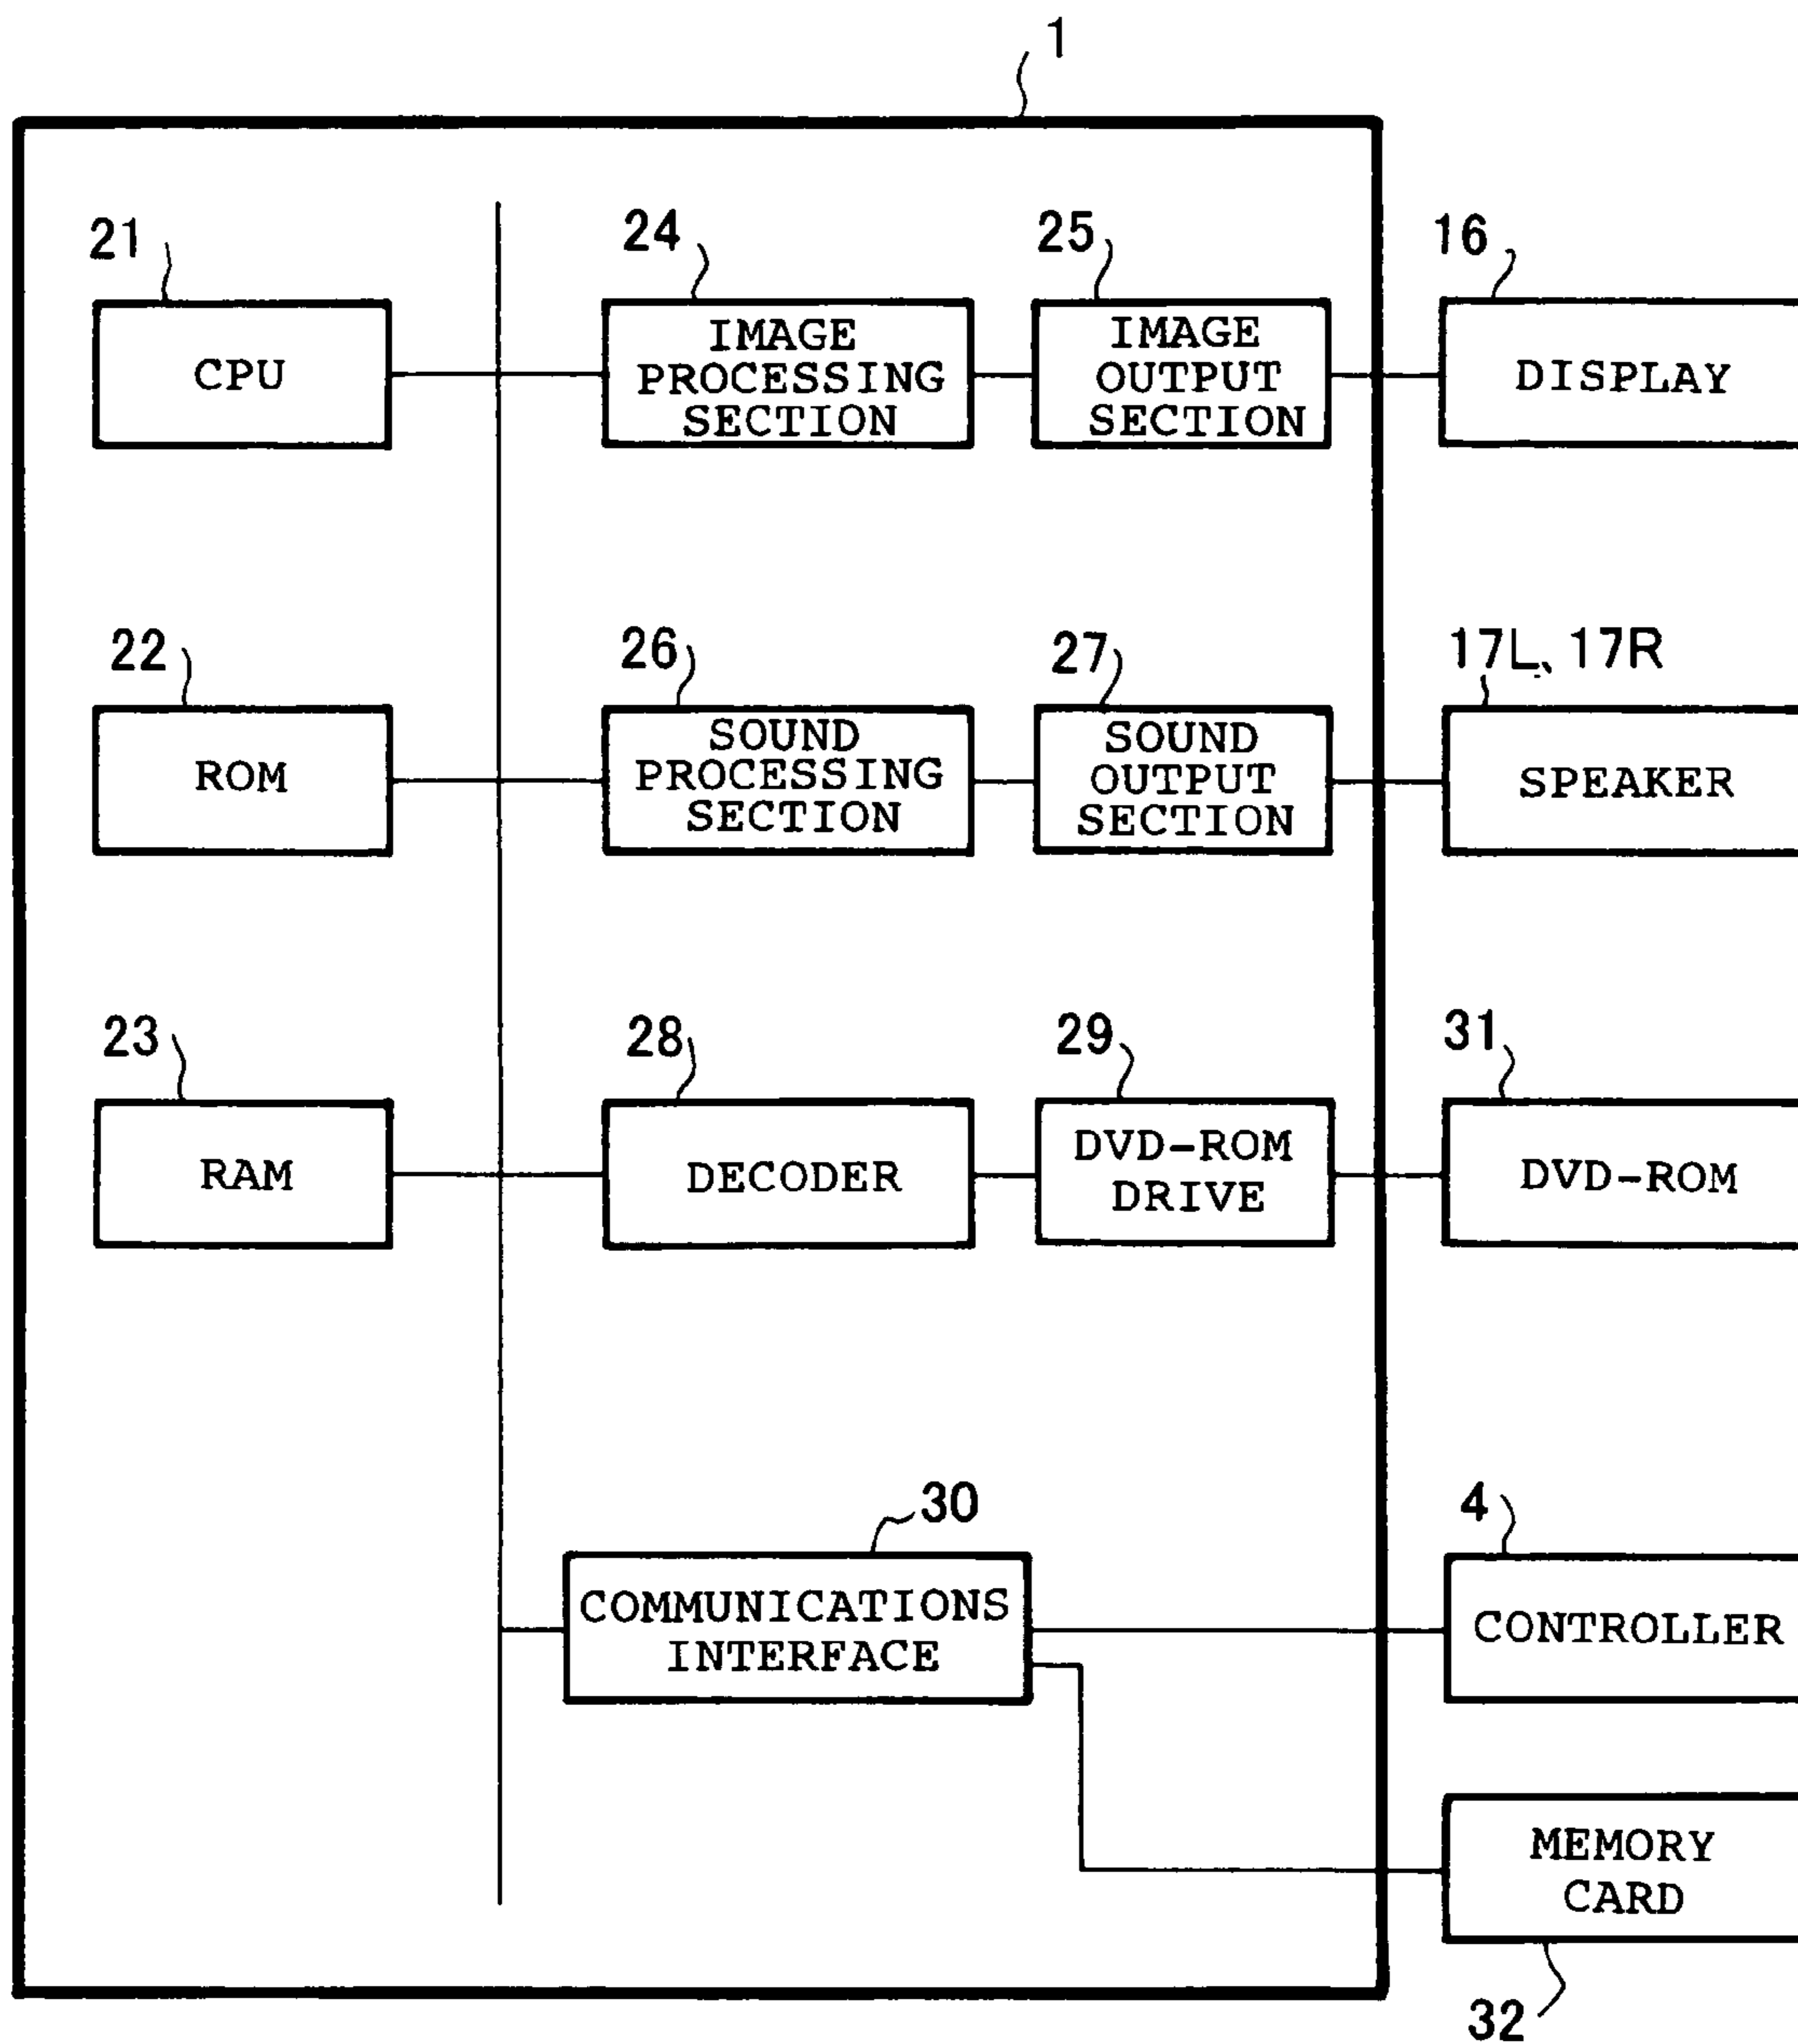 1
21
24
25
16
CPU
IMAGE
PROCESSING
SECTION
IMAGE
OUTPUT
SECTION
DISPLAY
22
26
27
17L、17R
ROM
SOUND
PROCESSING
SECTION
SOUND
OUTPUT
SECTION
SPEAKER
23
28
29
31
RAM
DECODER
DVD-ROM
DRIVE
DVD-ROM
30
4
COMMUNICATIONS
INTERFACE
CONTROLLER
MEMORY
CARD
32